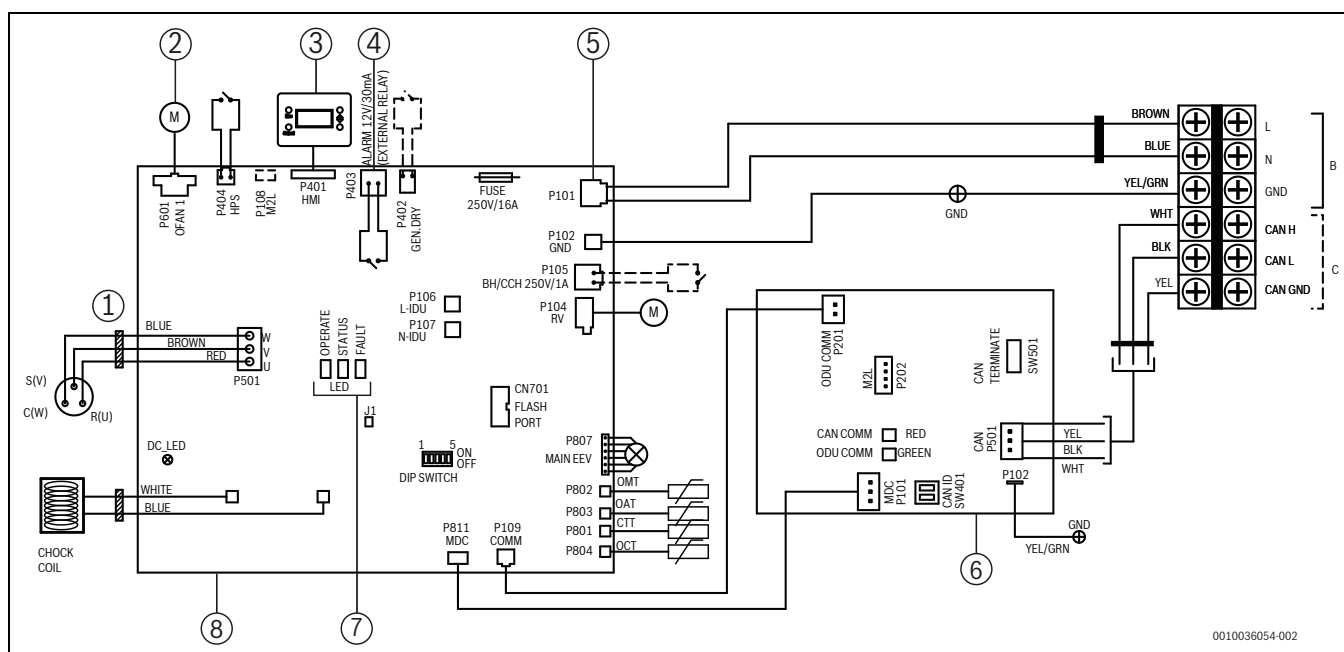 2
3
4
5
ALARM 12V/30mA
(EXTERNAL RELAY)
M
P601
OFAN 1
P404
HPS
P108
M2L
P401
HMI
P403
P402
GEN.DRY
FUSE
250V/16A
P101
P102
GND
P105
BH/CCH 250V/1A
P104
RV
M
P106
L-IDU
P107
N-IDU
BROWN
BLUE
YEL/GRN
GND
WHT
BLK
YEL
L
N
GND
CAN H
CAN L
CAN GND
B
C
1
BLUE
BROWN
RED
W
V
U
P501
S(V)
C(W)
R(U)
OPERATE
STATUS
FAULT
LED
J1
CN701
FLASH
PORT
DC_LED
1
5
ON
OFF
DIP SWITCH
WHITE
BLUE
CHOCK
COIL
P811
MDC
P109
COMM
P807
MAIN EEV
P802
OMT
P803
OAT
P801
CTT
P804
OCT
ODU COMM
P201
M2L
P202
CAN
TERMINATE
SW501
CAN COMM
RED
ODU COMM
GREEN
CAN
P501
YEL
BLK
WHT
MDC
P101
CAN ID
SW401
P102
GND
YEL/GRN
6
7
8
0010036054-002